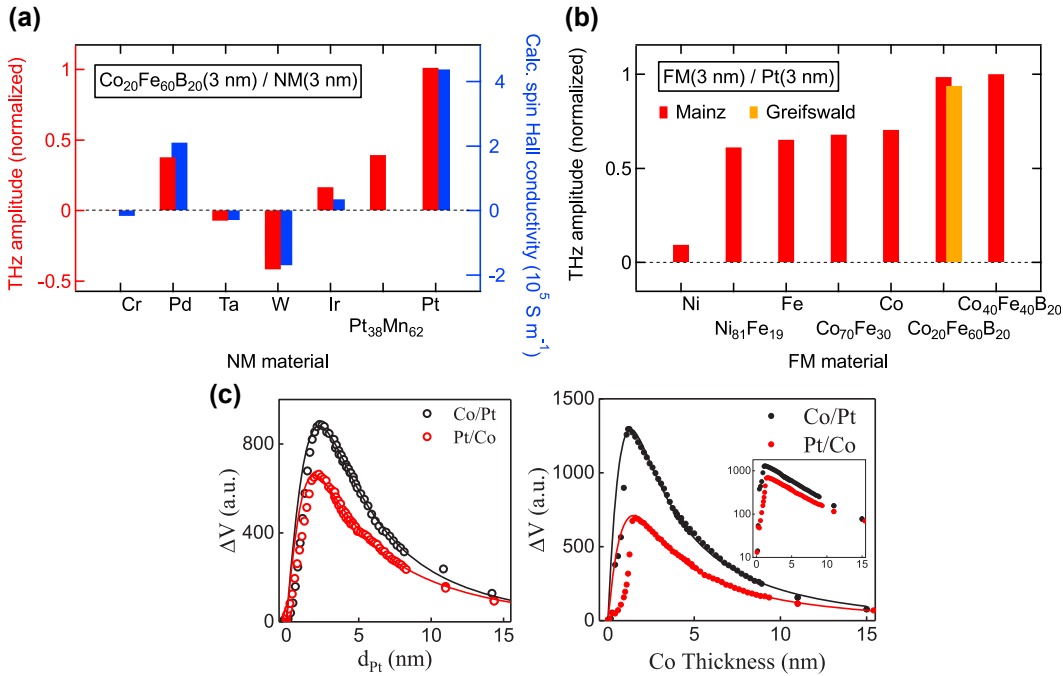 (a)
Co20Fe60B20(3 nm) / NM(3 nm)
THz amplitude (normalized)
1
0.5
0
-0.5
4
2
0
-2
Calc. spin Hall conductivity (10^5 S m^-1)
Cr
Pd
Ta
W
Ir
Pt38Mn62
Pt
NM material
(b)
FM(3 nm) / Pt(3 nm)
Mainz
Greifswald
THz amplitude (normalized)
1
0.5
0
Ni
Ni81Fe19
Fe
Co70Fe30
Co
Co20Fe60B20
Co40Fe40B20
FM material
(c)
Co/Pt
Pt/Co
ΔV (a.u.)
800
400
0
0
5
10
15
dPt (nm)
Co/Pt
Pt/Co
ΔV (a.u.)
1500
1250
1000
750
500
250
0
0
5
10
15
Co Thickness (nm)
1000
100
10
0
5
10
15